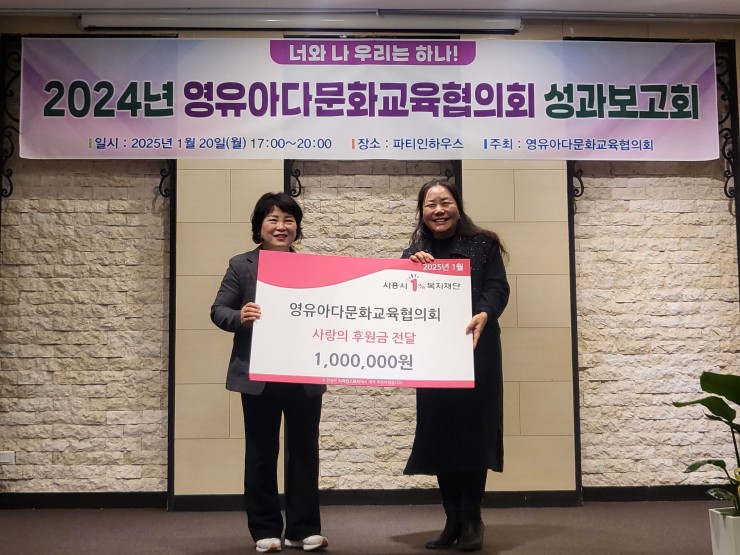 너와 나 우리는 하나!
2024년 영유아다문화교육협의회 성과보고회
일시 : 2025년 1월 20일(월) 17:00~20:00 장소 : 파티인하우스 주최 : 영유아다문화교육협의회
2025년 1월
시흥시 1% 복지재단
영유아다문화교육협의회
사랑의 후원금 전달
1,000,000원